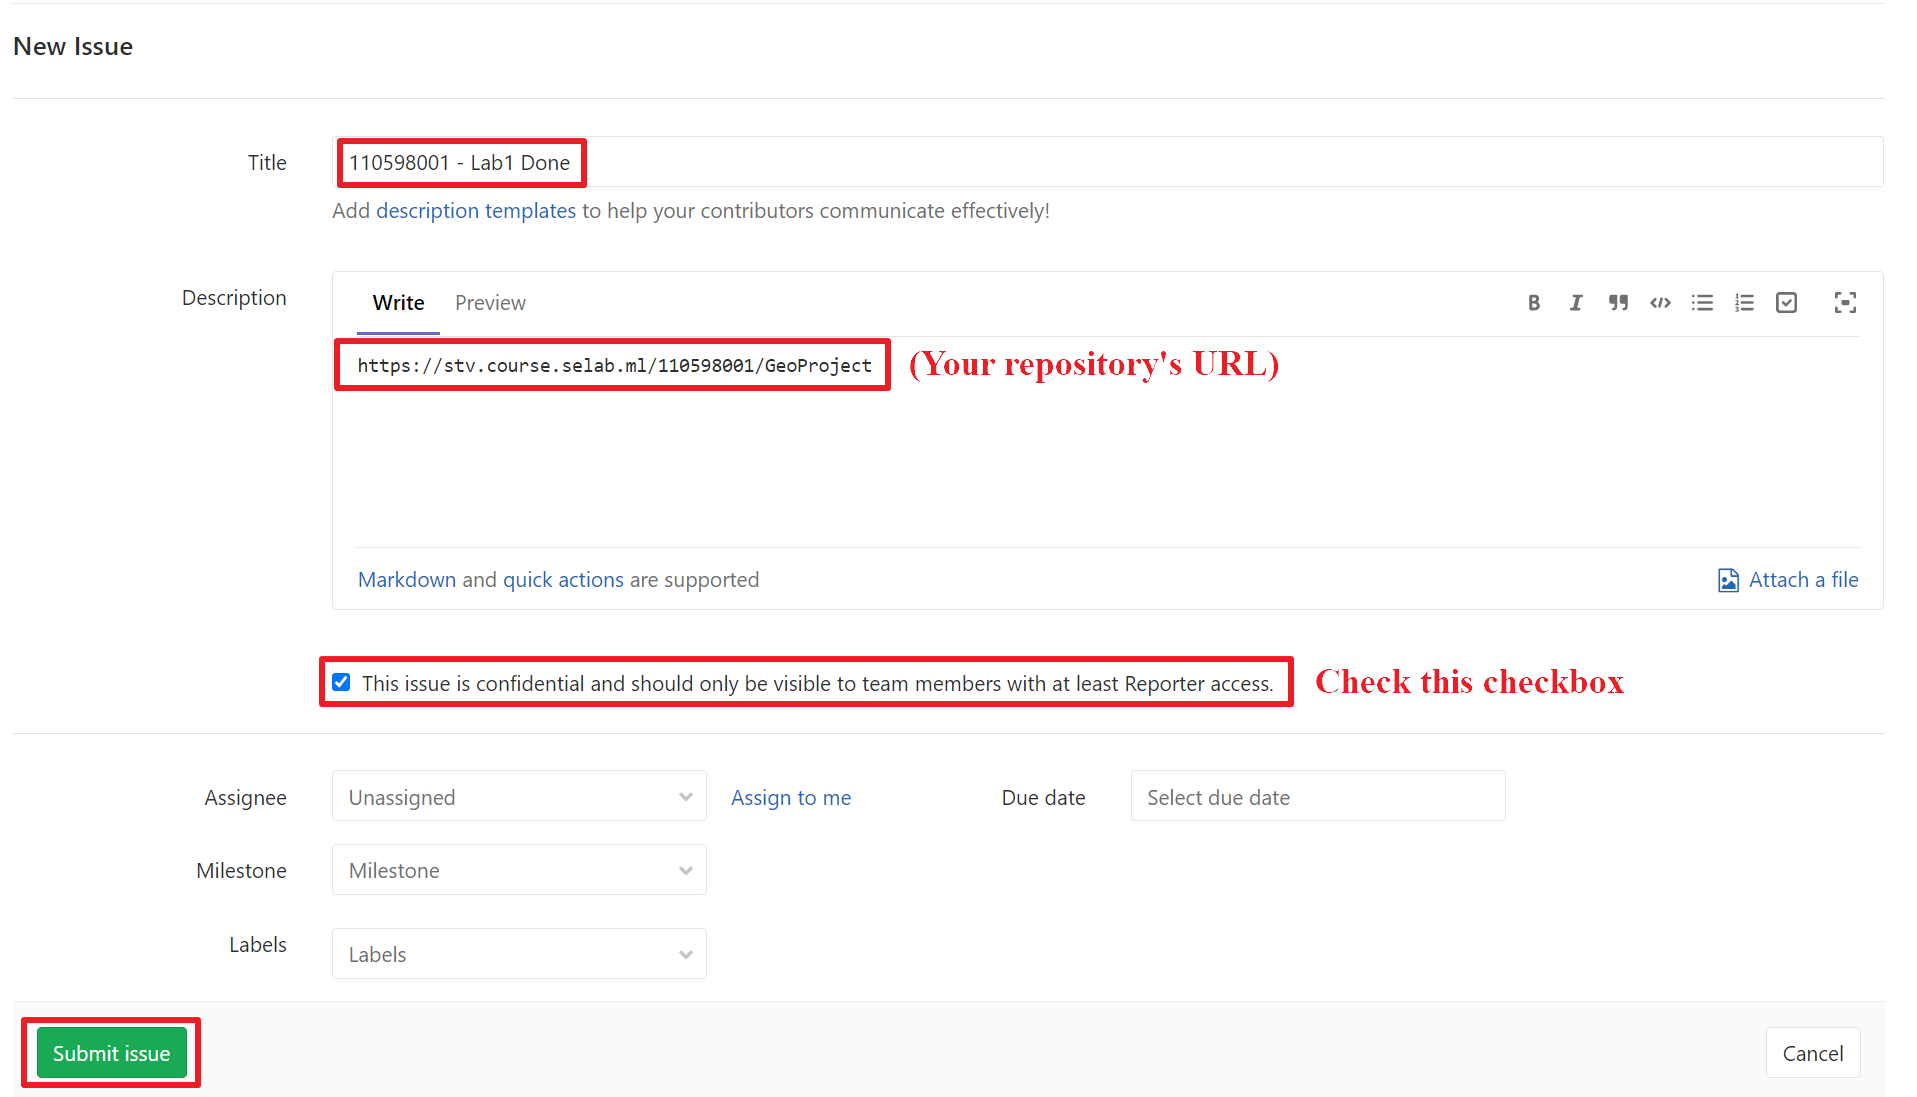 New Issue
Title
110598001 - Lab1 Done
Add description templates to help your contributors communicate effectively!
Description
Write Preview
https://stv.course.selab.ml/110598001/GeoProject (Your repository's URL)
Markdown and quick actions are supported
Attach a file
This issue is confidential and should only be visible to team members with at least Reporter access. Check this checkbox
Assignee
Unassigned
Assign to me
Due date
Select due date
Milestone
Milestone
Labels
Labels
Submit issue
Cancel